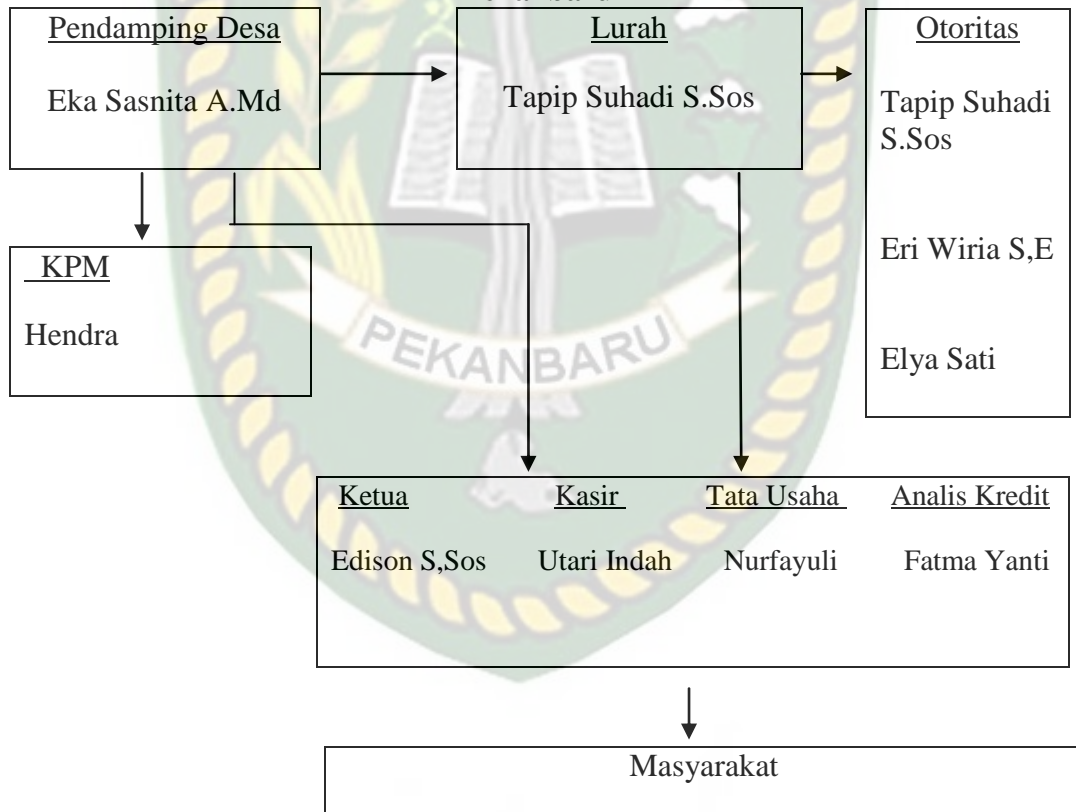 Pendamping Desa
Eka Sasnita A.Md
Lurah
Tapip Suhadi S.Sos
Otoritas
Tapip Suhadi
S.Sos
Eri Wiria S,E
Elya Sati
KPM
Hendra
PEKANBARU
Ketua Kasir Tata Usaha Analis Kredit
Edison S,Sos Utari Indah Nurfayuli Fatma Yanti
Masyarakat